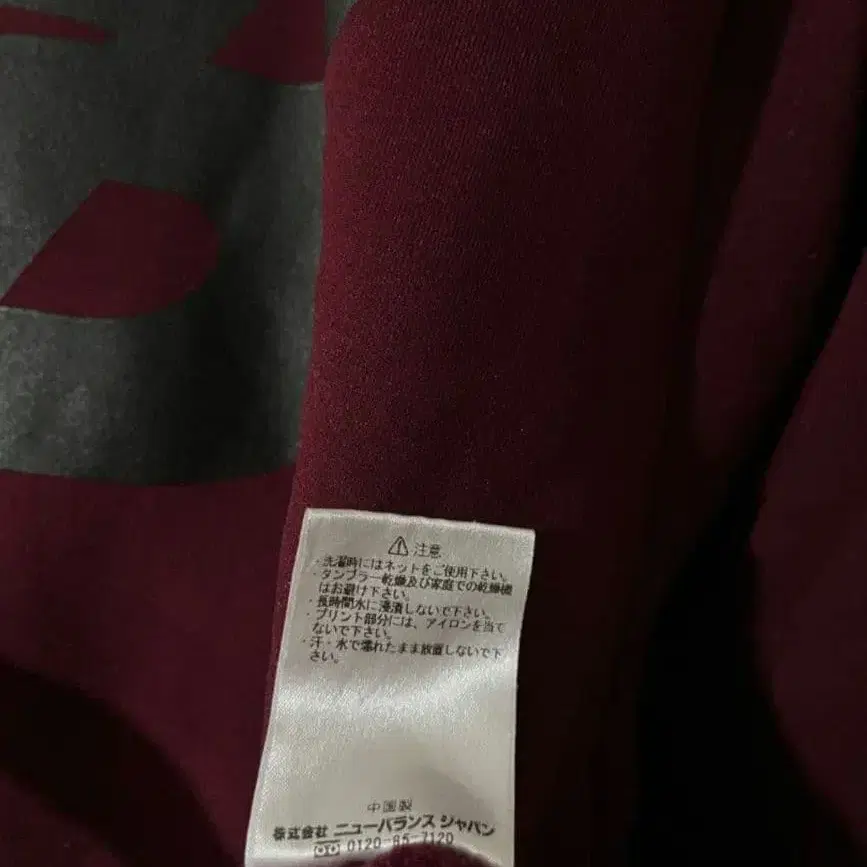 ⚠ 注意
・洗濯時にはネットをご使用下さい。
・タンブラー乾燥及び家庭での乾燥機
はお避け下さい。
・長時間水に浸漬しないで下さい。
・プリント部分には、アイロンを当て
ないで下さい。
・汗・水で濡れたまま放置しないで下
さい。
中国製
株式会社 ニューバランス ジャパン
0120-85-7120